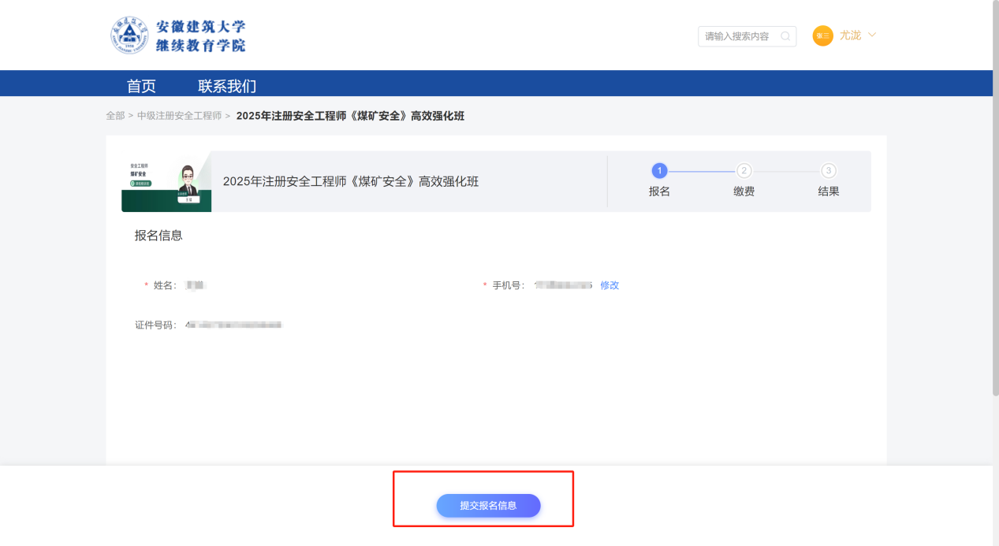 安徽建筑大学
继续教育学院
请输入搜索内容
张三
尤泷
首页
联系我们
全部 > 中级注册安全工程师 > 2025年注册安全工程师《煤矿安全》高效强化班
安全工程师
煤矿安全
2025年注册安全工程师《煤矿安全》高效强化班
1
2
3
报名
缴费
结果
报名信息
* 姓名：
* 手机号：
修改
证件号码：
提交报名信息